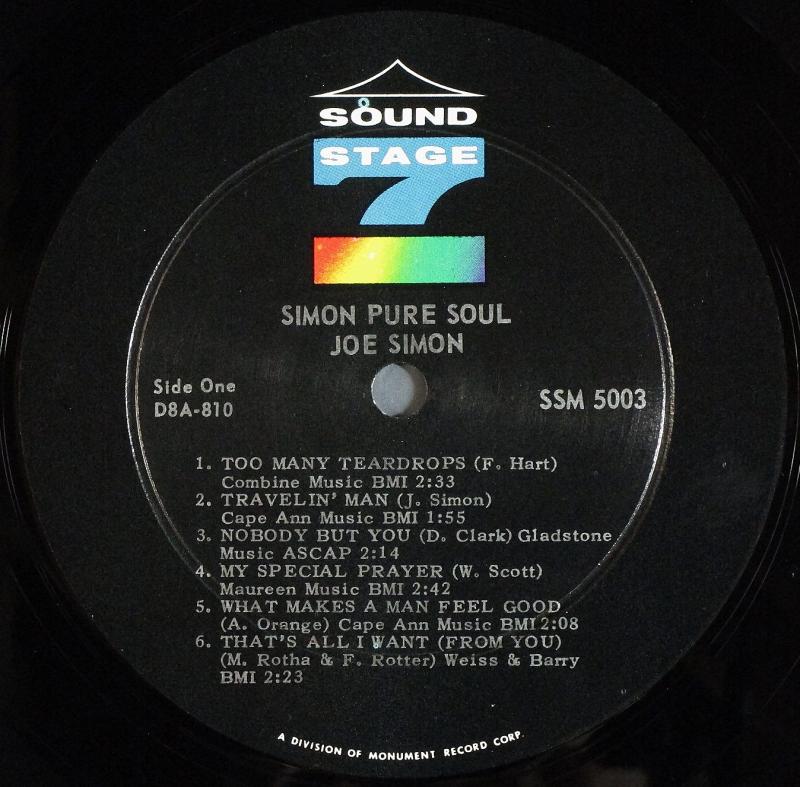 SOUND
STAGE
7
SIMON PURE SOUL
JOE SIMON
Side One
D8A-810
SSM 5003
1. TOO MANY TEARDROPS (F. Hart)
Combine Music BMI 2:33
2. TRAVELIN' MAN (J. Simon)
Cape Ann Music BMI 1:55
3. NOBODY BUT YOU (D. Clark) Gladstone
Music ASCAP 2:14
4. MY SPECIAL PRAYER (W. Scott)
Maureen Music BMI 2:42
5. WHAT MAKES A MAN FEEL GOOD
(A. Orange) Cape Ann Music BMI 2:08
6. THAT'S ALL I WANT (FROM YOU)
(M. Rotha & F. Rotter) Weiss & Barry
BMI 2:23
A DIVISION OF MONUMENT RECORD CORP.